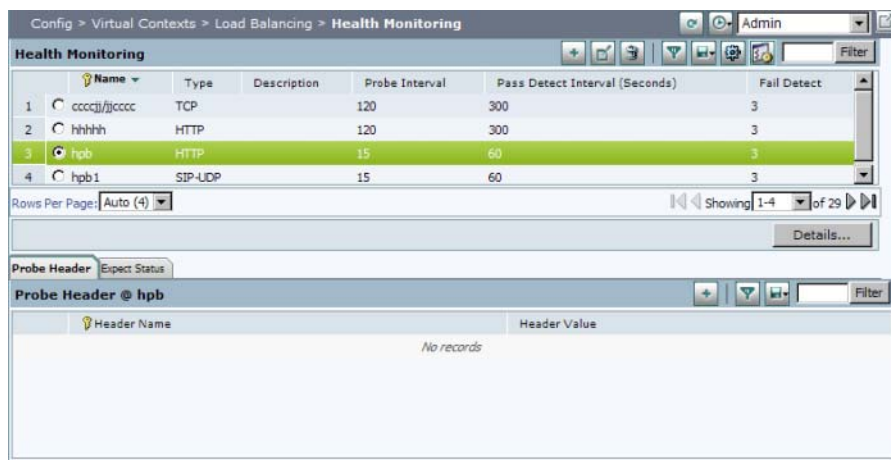 Config > Virtual Contexts > Load Balancing > Health Monitoring Admin
Health Monitoring Filter
Name Type Description Probe Interval Pass Detect Interval (Seconds) Fail Detect
1 ccccjj/jjcccc TCP 120 300 3
2 hhhhh HTTP 120 300 3
3 hpb HTTP 15 60 3
4 hpb1 SIP-UDP 15 60 3
Rows Per Page: Auto (4) Showing 1-4 of 29
Details...
Probe Header Expect Status
Probe Header @ hpb Filter
Header Name Header Value
No records